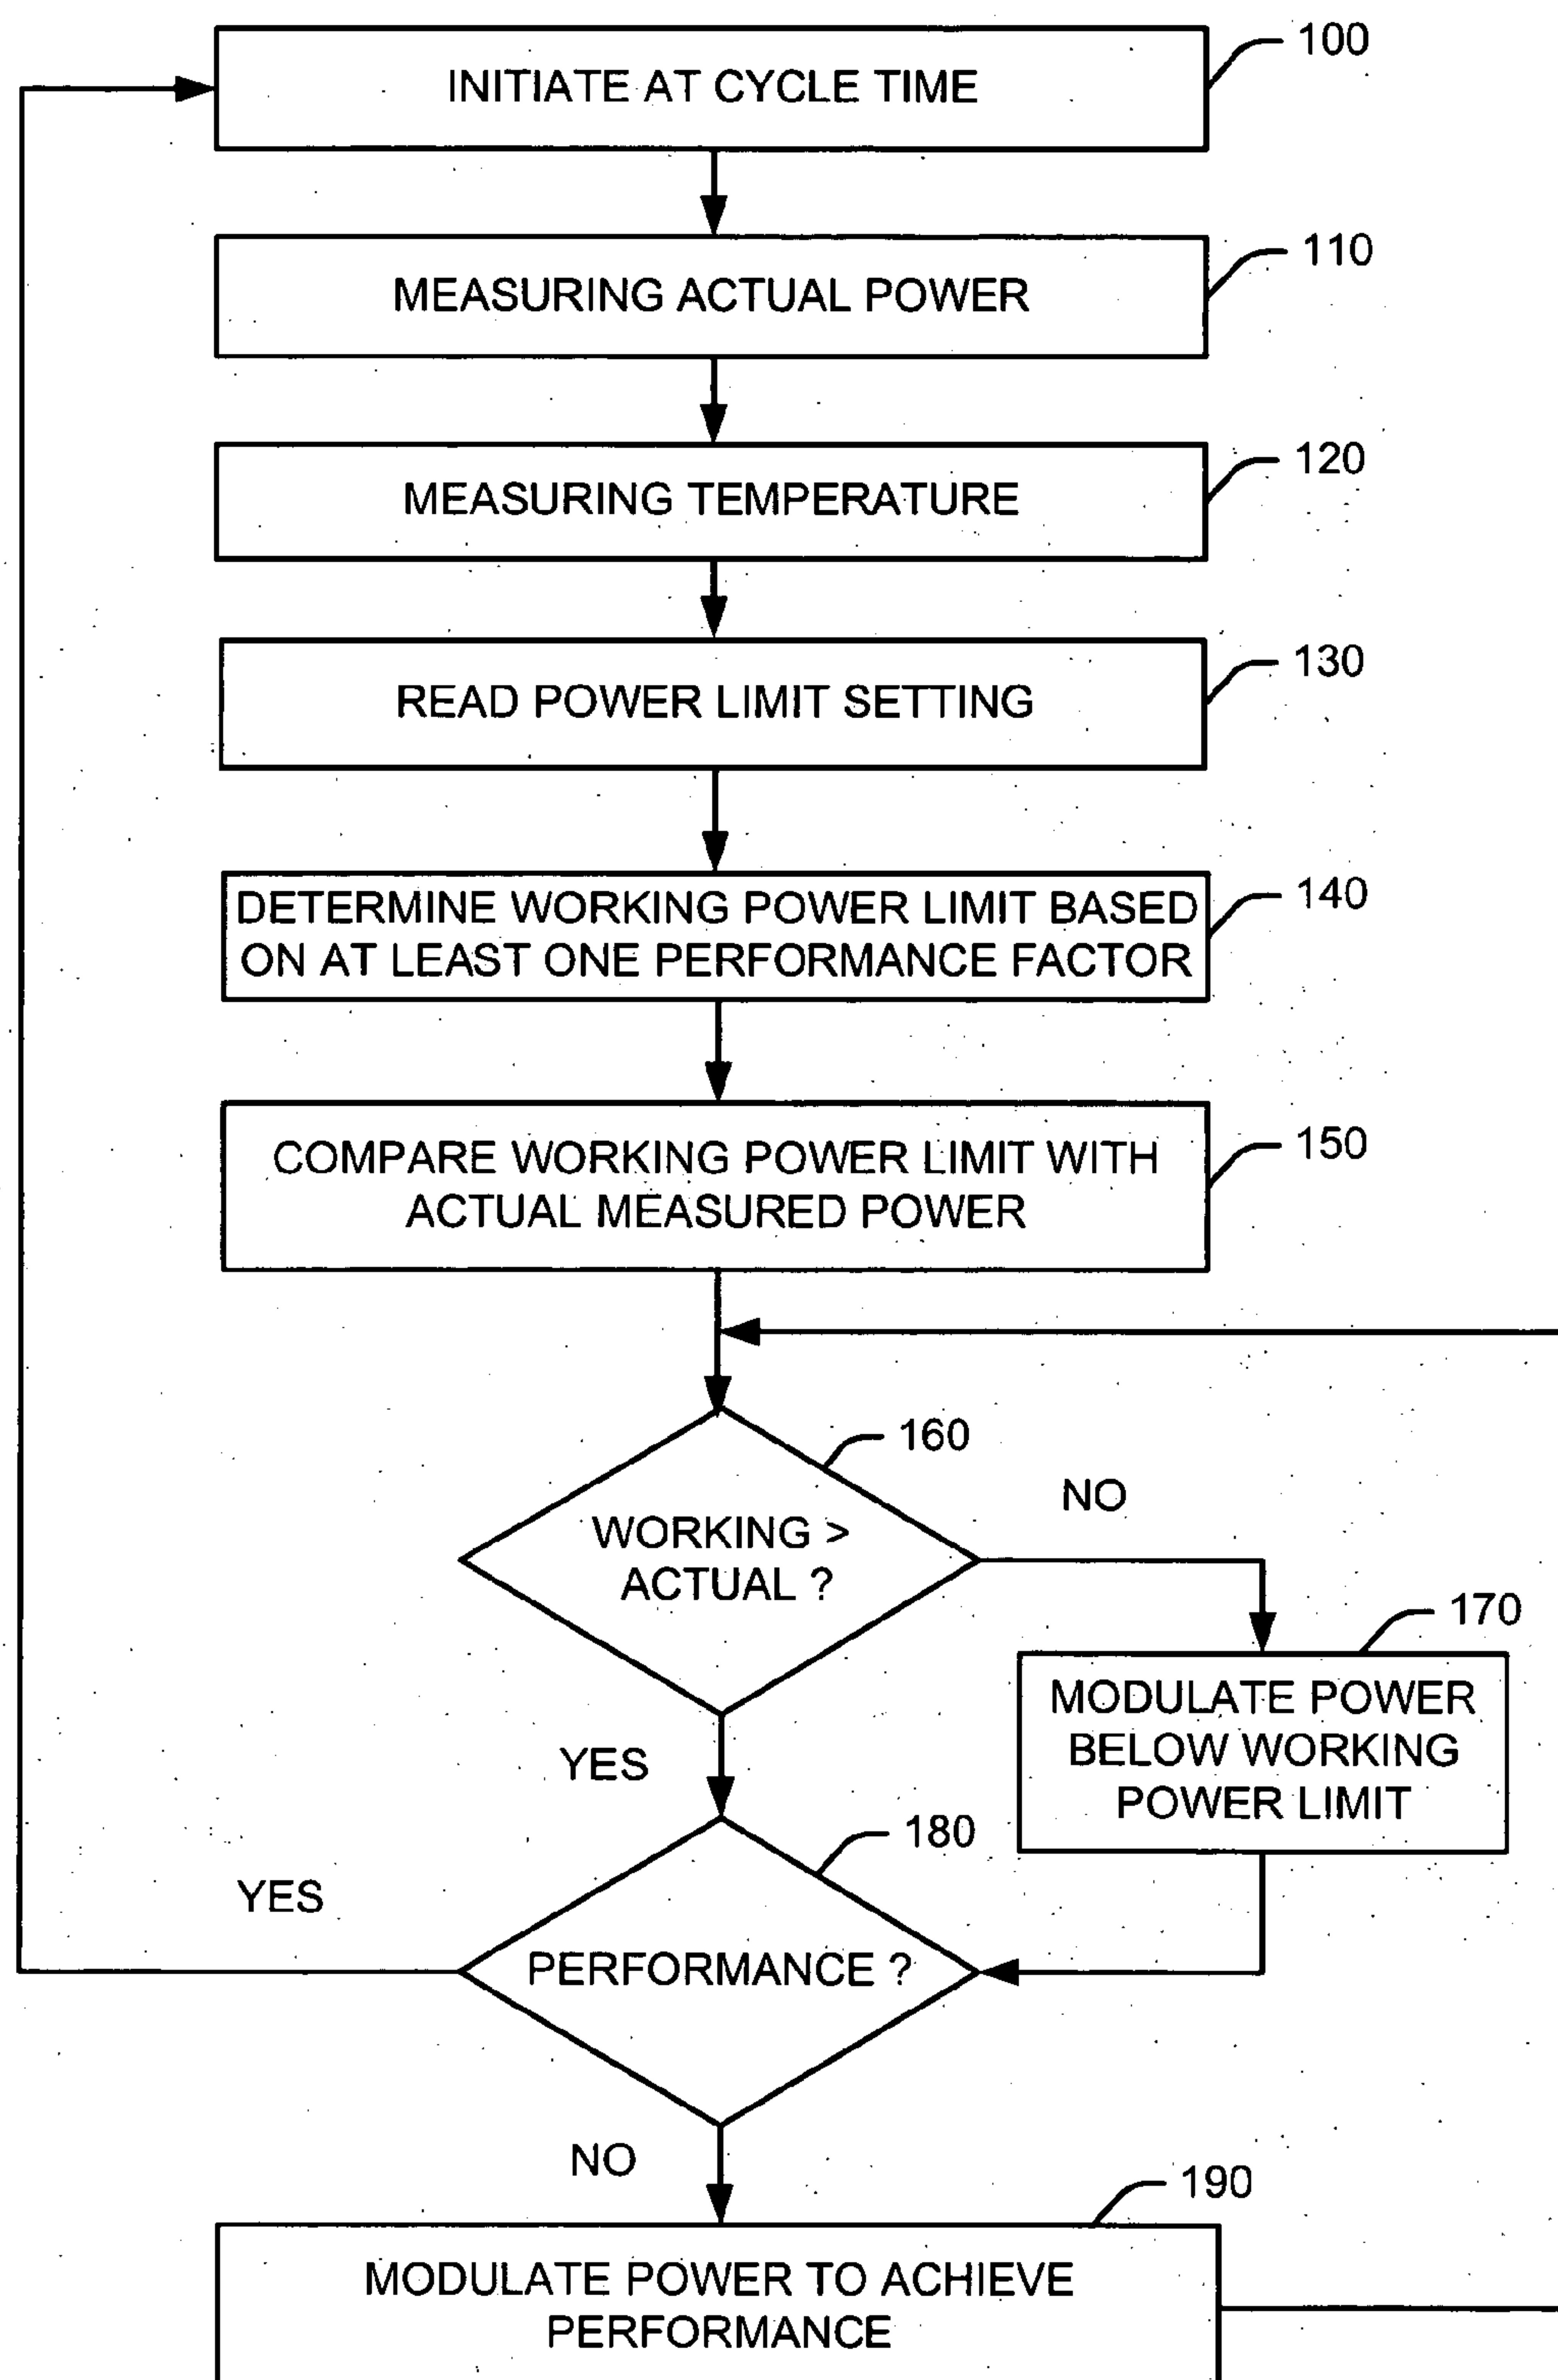 100
INITIATE AT CYCLE TIME
110
MEASURING ACTUAL POWER
120
MEASURING TEMPERATURE
130
READ POWER LIMIT SETTING
140
DETERMINE WORKING POWER LIMIT BASED
ON AT LEAST ONE PERFORMANCE FACTOR
150
COMPARE WORKING POWER LIMIT WITH
ACTUAL MEASURED POWER
160
NO
WORKING >
ACTUAL ?
170
MODULATE POWER
BELOW WORKING
POWER LIMIT
YES
180
YES
PERFORMANCE ?
NO
190
MODULATE POWER TO ACHIEVE
PERFORMANCE